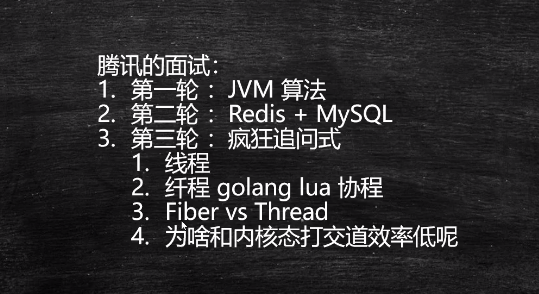 腾讯的面试：
1. 第一轮 ：JVM 算法
2. 第二轮 ：Redis + MySQL
3. 第三轮 ：疯狂追问式
1. 线程
2. 纤程 golang lua 协程
3. Fiber vs Thread
4. 为啥和内核态打交道效率低呢